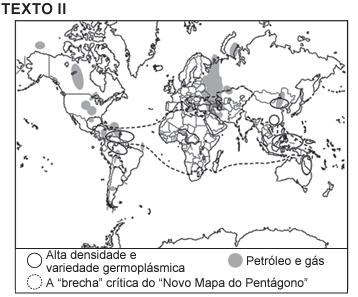 TEXTO II
Alta densidade e
variedade germoplásmica
Petróleo e gás
A “brecha” crítica do “Novo Mapa do Pentágono”